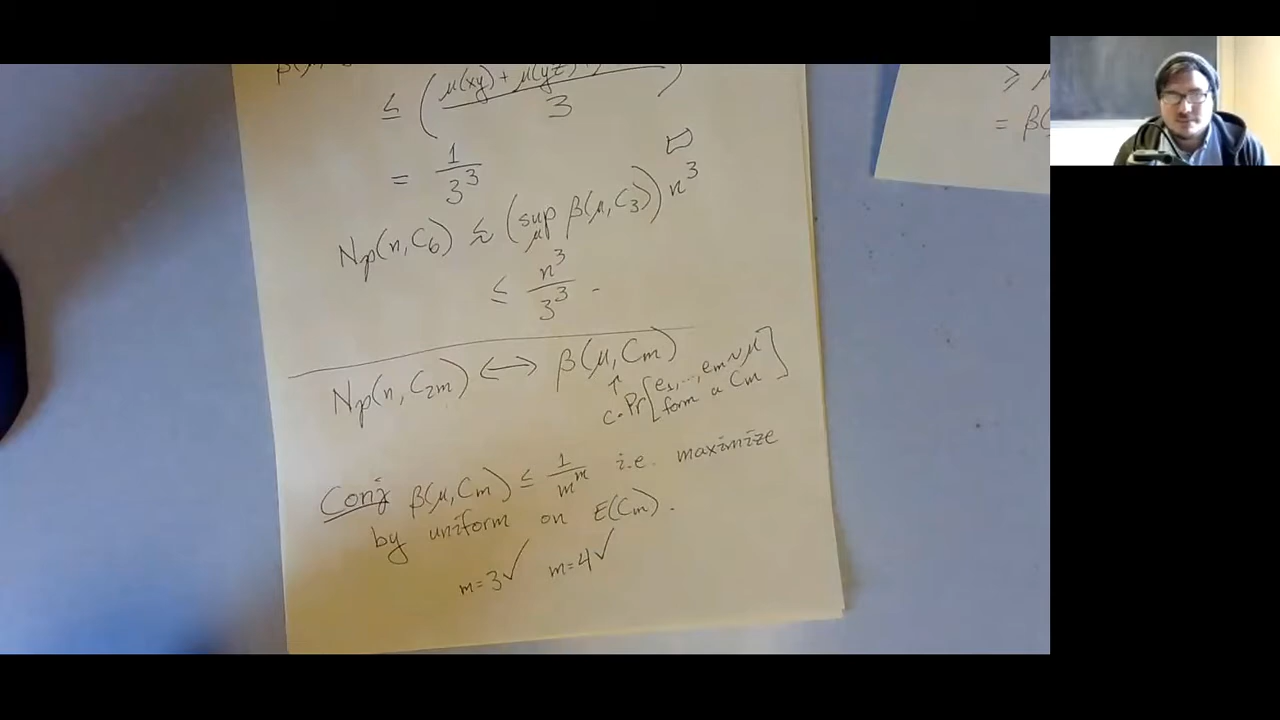 ≤ ( μ(xy) + μ(yz) + / 3 )
= 1/3^3 □
N_p(n, C_6) ≲ (sup_μ β(μ, C_3)) n^3
≤ n^3/3^3 .
N_p(n, C_2m) ⟷ β(μ, C_m)
↑
c·Pr[e_1, ..., e_m ~ μ
form a C_m]
Conj β(μ, C_m) ≤ 1/m^m i.e. maximize
by uniform on E(C_m).
m=3✓ m=4✓
≥ μ
= β(